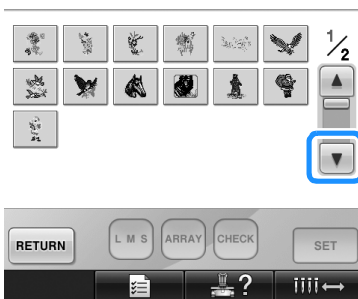 1/2
RETURN
L M S
ARRAY
CHECK
SET
?